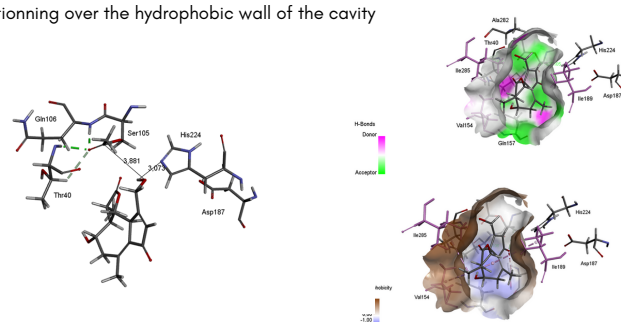 tionning over the hydrophobic wall of the cavity
Gln106
Ser105
His224
3,881
3,073
Thr40
Asp187
Ala282
Thr40
His224
Ile285
Asp187
Ile189
Val154
Gln157
H-Bonds
Donor
Acceptor
His224
Ile285
Asp187
Ile189
Val154
-1,00